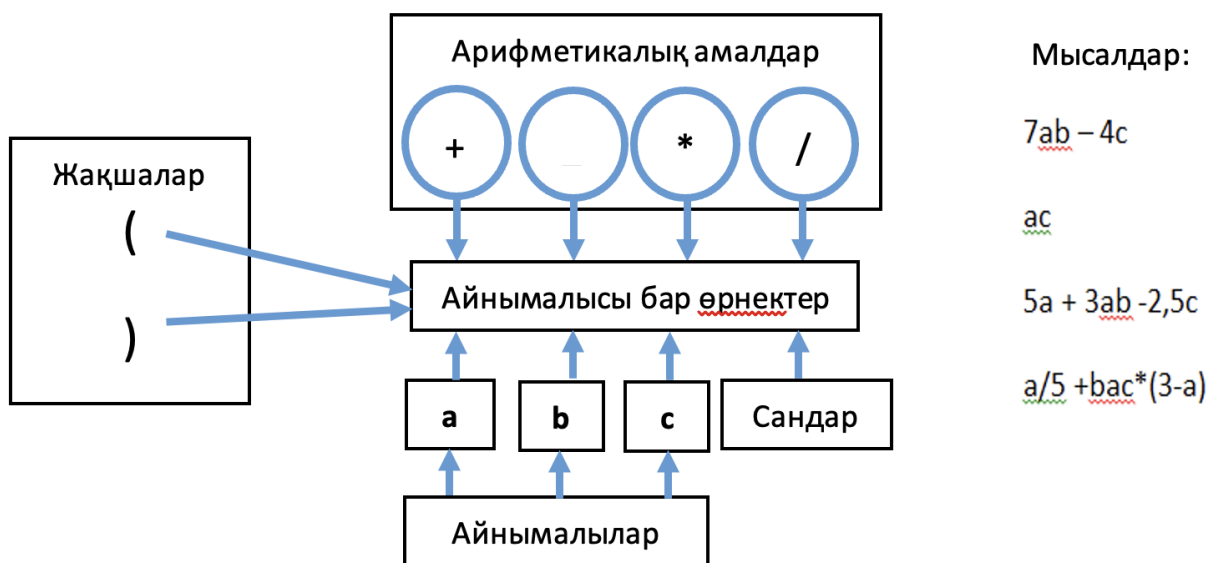 Арифметикалық амалдар
+ _ * /
Жақшалар
(
)
Айнымалысы бар өрнектер
a b c Сандар
Айнымалылар
Мысалдар:
7ab – 4c
ac
5a + 3ab -2,5c
a/5 +bac*(3-a)